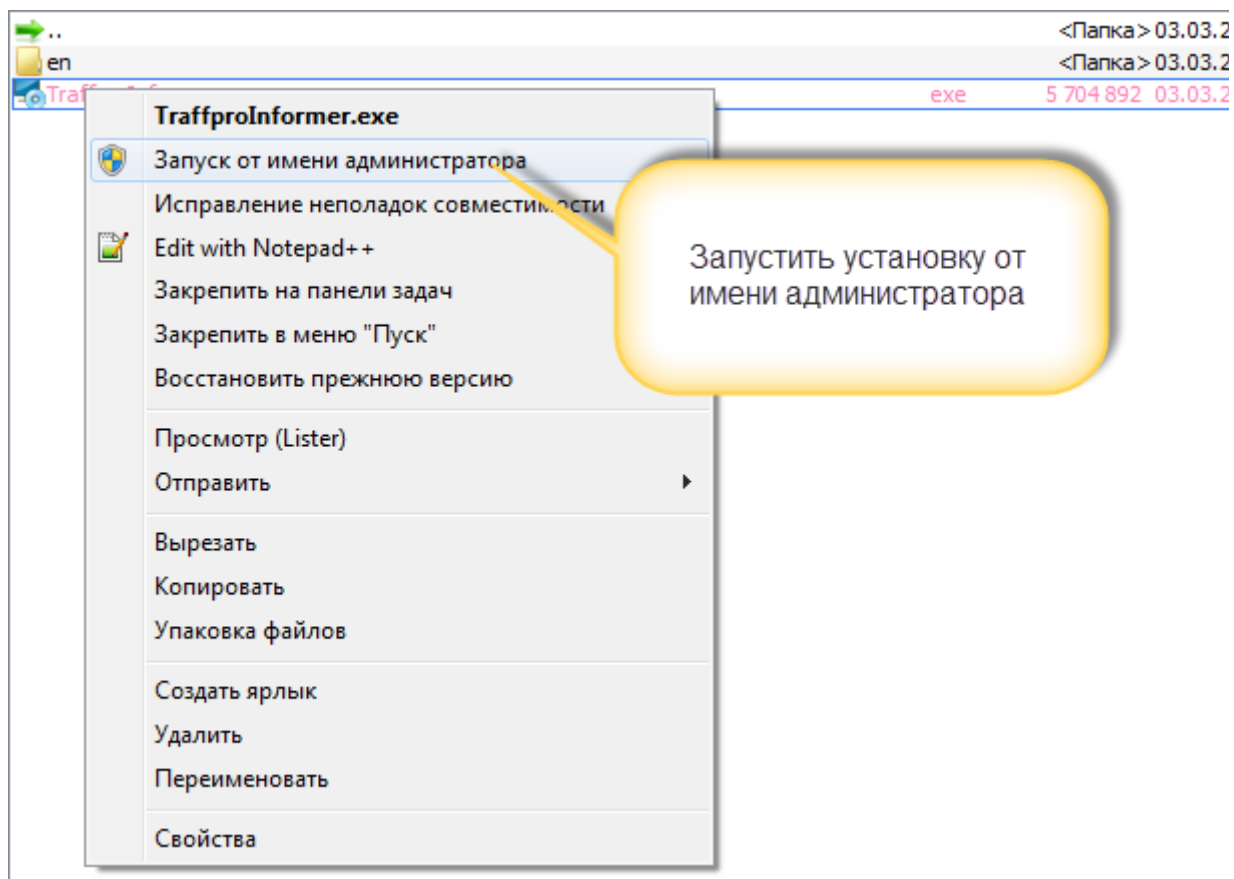 ..
<Папка> 03.03.2
en
<Папка> 03.03.2
exe 5 704 892 03.03.2
TraffproInformer.exe
Запуск от имени администратора
Исправление неполадок совместимости
Edit with Notepad++
Закрепить на панели задач
Закрепить в меню "Пуск"
Восстановить прежнюю версию
Просмотр (Lister)
Отправить
Вырезать
Копировать
Упаковка файлов
Создать ярлык
Удалить
Переименовать
Свойства
Запустить установку от
имени администратора